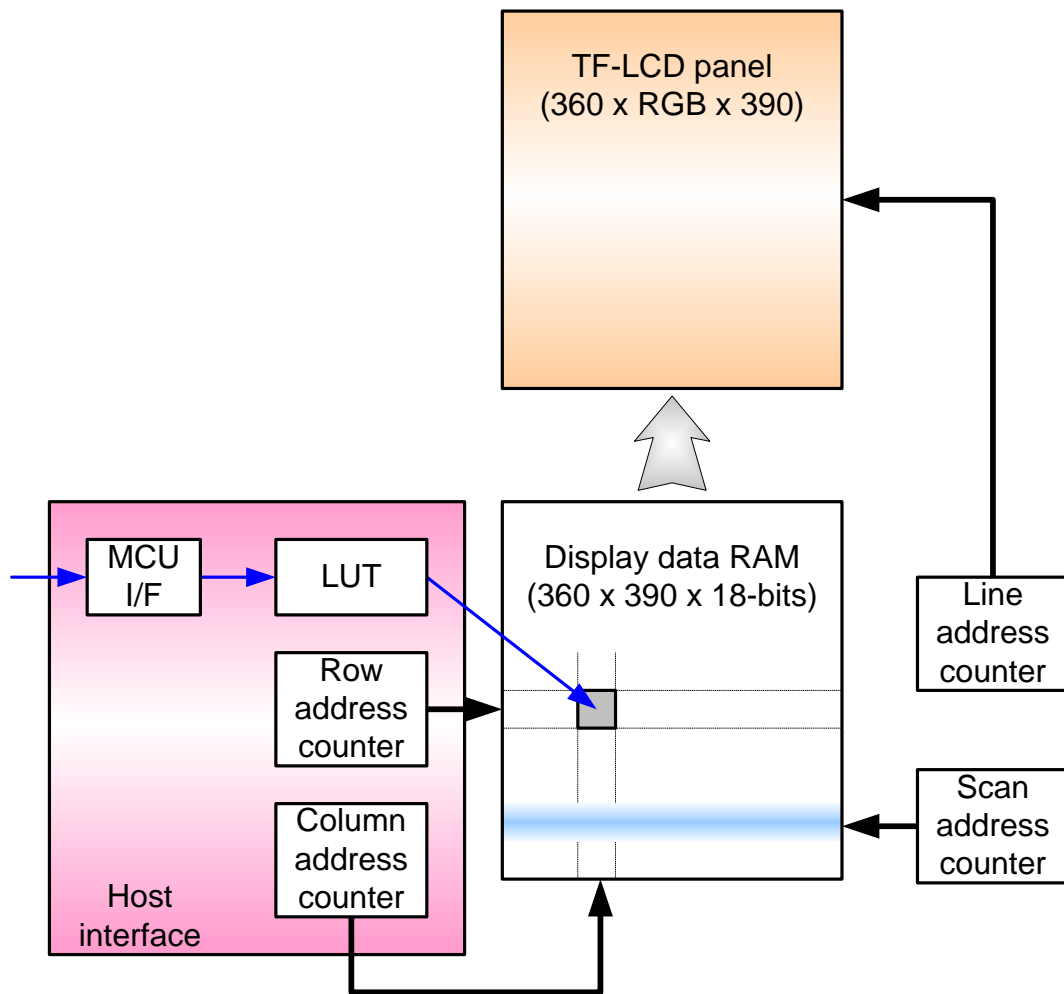 TF-LCD panel
(360 x RGB x 390)
MCU
I/F
LUT
Display data RAM
(360 x 390 x 18-bits)
Line
address
counter
Row
address
counter
Scan
address
counter
Column
address
counter
Host
interface